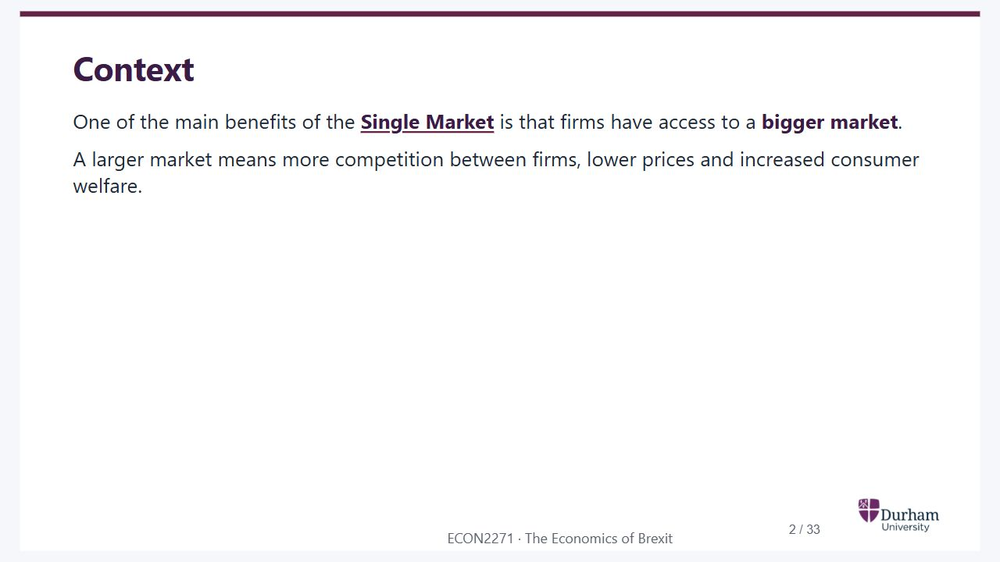 Context
One of the main benefits of the Single Market is that firms have access to a bigger market.
A larger market means more competition between firms, lower prices and increased consumer
welfare.
ECON2271 · The Economics of Brexit
2 / 33
Durham
University